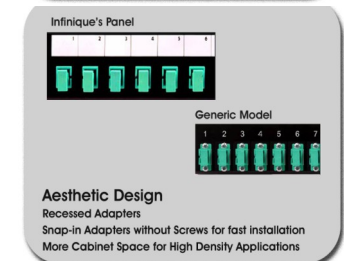 Infinique's Panel
1 2 3 4 5 6
Generic Model
1 2 3 4 5 6 7
Aesthetic Design
Recessed Adapters
Snap-in Adapters without Screws for fast installation
More Cabinet Space for High Density Applications